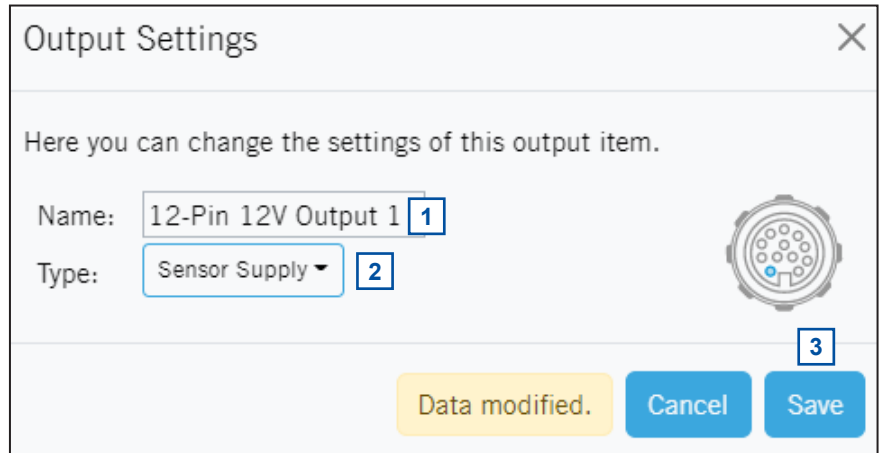 Output Settings
Here you can change the settings of this output item.
Name: 12-Pin 12V Output 1 1
Type: Sensor Supply 2
3
Data modified. Cancel Save